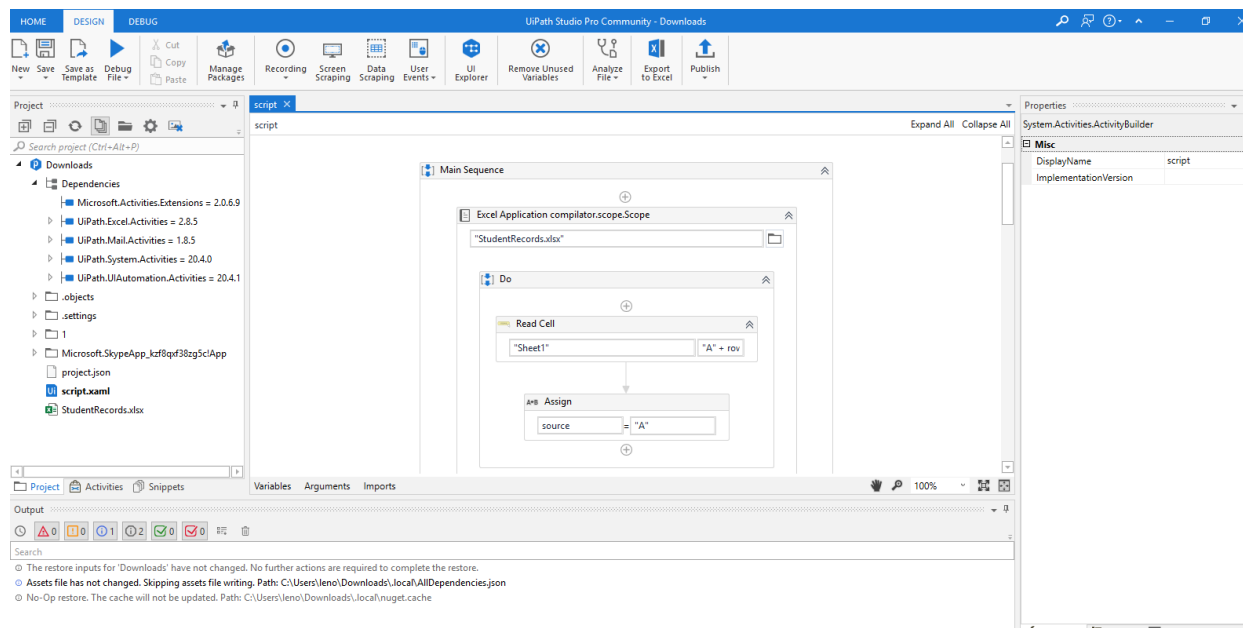 HOME DESIGN DEBUG UiPath Studio Pro Community - Downloads
Cut
Copy
Paste
New Save Save as Template Debug File Manage Packages Recording Screen Scraping Data Scraping User Events UI Explorer Remove Unused Variables Analyze File Export to Excel Publish
Project
Search project (Ctrl+Alt+P)
Downloads
Dependencies
Microsoft.Activities.Extensions = 2.0.6.9
UiPath.Excel.Activities = 2.8.5
UiPath.Mail.Activities = 1.8.5
UiPath.System.Activities = 20.4.0
UiPath.UIAutomation.Activities = 20.4.1
.objects
.settings
1
Microsoft.SkypeApp_kzf8qxf38zg5c!App
project.json
script.xaml
StudentRecords.xlsx
Project Activities Snippets
script
script Expand All Collapse All
Main Sequence
Excel Application compilator.scope.Scope
"StudentRecords.xlsx"
Do
Read Cell
"Sheet1" "A" + rov
A*B Assign
source = "A"
Variables Arguments Imports 100%
Properties
System.Activities.ActivityBuilder
Misc
DisplayName script
ImplementationVersion
Output
0 0 1 2 0 0
Search
The restore inputs for 'Downloads' have not changed. No further actions are required to complete the restore.
Assets file has not changed. Skipping assets file writing. Path: C:\Users\leno\Downloads\.local\AllDependencies.json
No-Op restore. The cache will not be updated. Path: C:\Users\leno\Downloads\.local\nuget.cache